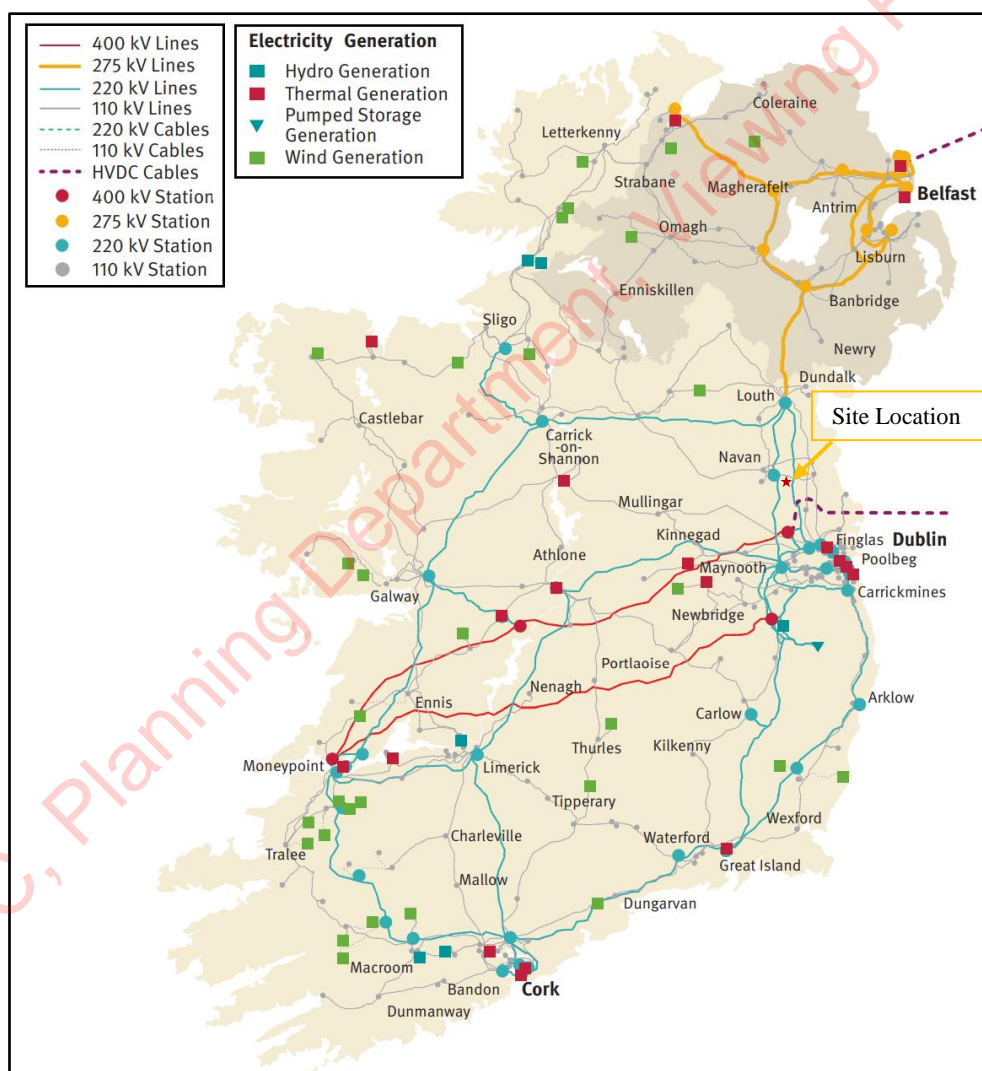 400 kV Lines
275 kV Lines
220 kV Lines
110 kV Lines
220 kV Cables
110 kV Cables
HVDC Cables
400 kV Station
275 kV Station
220 kV Station
110 kV Station
Electricity Generation
Hydro Generation
Thermal Generation
Pumped Storage
Generation
Wind Generation
Coleraine
Letterkenny
Strabane
Magherafelt
Antrim
Belfast
Omagh
Lisburn
Enniskillen
Banbridge
Sligo
Newry
Dundalk
Louth
Site Location
Castlebar
Carrick
-on-
Shannon
Navan
Mullingar
Kinnegad
Finglas
Dublin
Athlone
Maynooth
Poolbeg
Galway
Carrickmines
Newbridge
Portlaoise
Ennis
Nenagh
Arklow
Carlow
Thurles
Kilkenny
Moneypoint
Limerick
Tipperary
Wexford
Charleville
Waterford
Tralee
Great Island
Mallow
Dungarvan
Macroom
Bandon
Cork
Dunmanway
C, Planning Department, Viewing